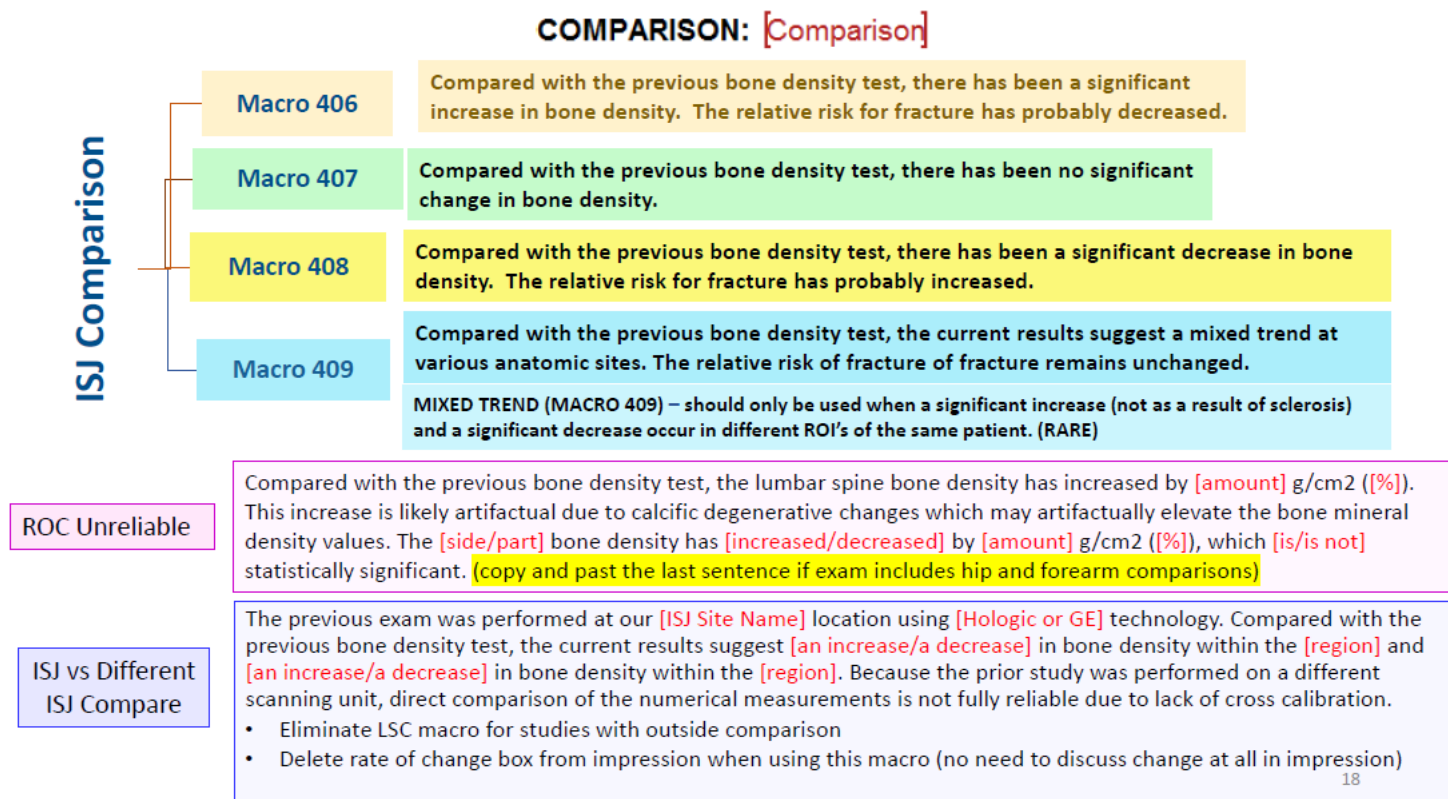 COMPARISON: [Comparison]
ISJ Comparison
Macro 406
Compared with the previous bone density test, there has been a significant
increase in bone density.  The relative risk for fracture has probably decreased.
Macro 407
Compared with the previous bone density test, there has been no significant
change in bone density.
Macro 408
Compared with the previous bone density test, there has been a significant decrease in bone
density.  The relative risk for fracture has probably increased.
Macro 409
Compared with the previous bone density test, the current results suggest a mixed trend at
various anatomic sites. The relative risk of fracture of fracture remains unchanged.
MIXED TREND (MACRO 409) – should only be used when a significant increase (not as a result of sclerosis)
and a significant decrease occur in different ROI's of the same patient. (RARE)
ROC Unreliable
Compared with the previous bone density test, the lumbar spine bone density has increased by [amount] g/cm2 ([%]).
This increase is likely artifactual due to calcific degenerative changes which may artifactually elevate the bone mineral
density values. The [side/part] bone density has [increased/decreased] by [amount] g/cm2 ([%]), which [is/is not]
statistically significant. (copy and past the last sentence if exam includes hip and forearm comparisons)
ISJ vs Different
ISJ Compare
The previous exam was performed at our [ISJ Site Name] location using [Hologic or GE] technology. Compared with the
previous bone density test, the current results suggest [an increase/a decrease] in bone density within the [region] and
[an increase/a decrease] in bone density within the [region]. Because the prior study was performed on a different
scanning unit, direct comparison of the numerical measurements is not fully reliable due to lack of cross calibration.
• Eliminate LSC macro for studies with outside comparison
• Delete rate of change box from impression when using this macro (no need to discuss change at all in impression)
18